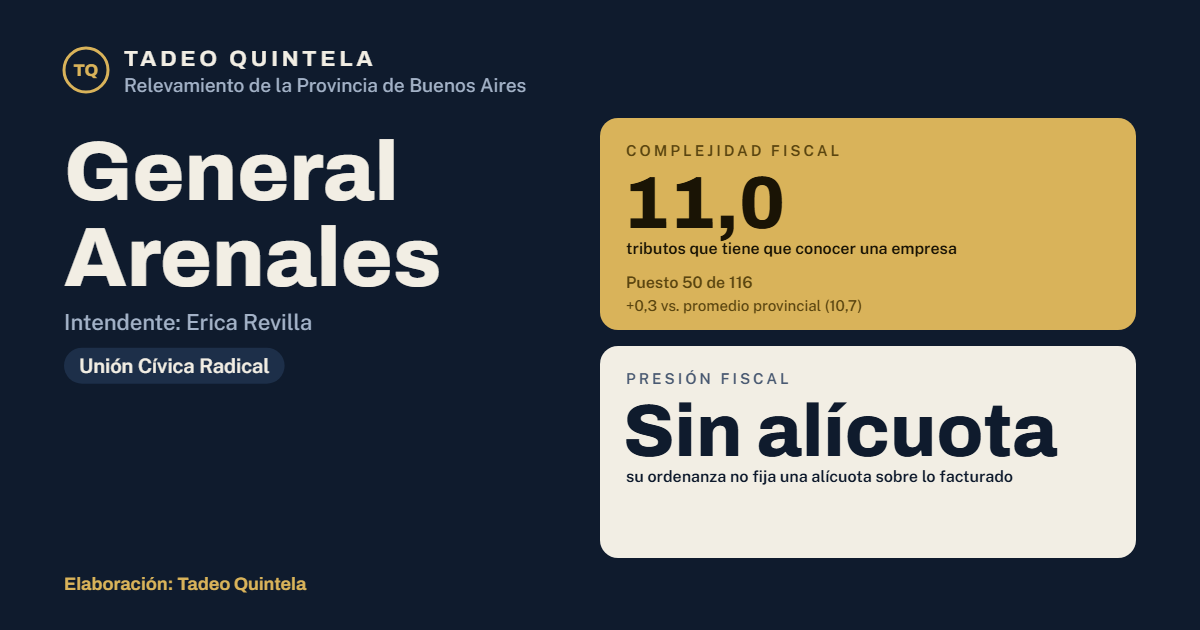 TQ
TADEO QUINTELA
Relevamiento de la Provincia de Buenos Aires
General
Arenales
Intendente: Erica Revilla
Unión Cívica Radical
COMPLEJIDAD FISCAL
11,0
tributos que tiene que conocer una empresa
Puesto 50 de 116
+0,3 vs. promedio provincial (10,7)
PRESIÓN FISCAL
Sin alícuota
su ordenanza no fija una alícuota sobre lo facturado
Elaboración: Tadeo Quintela